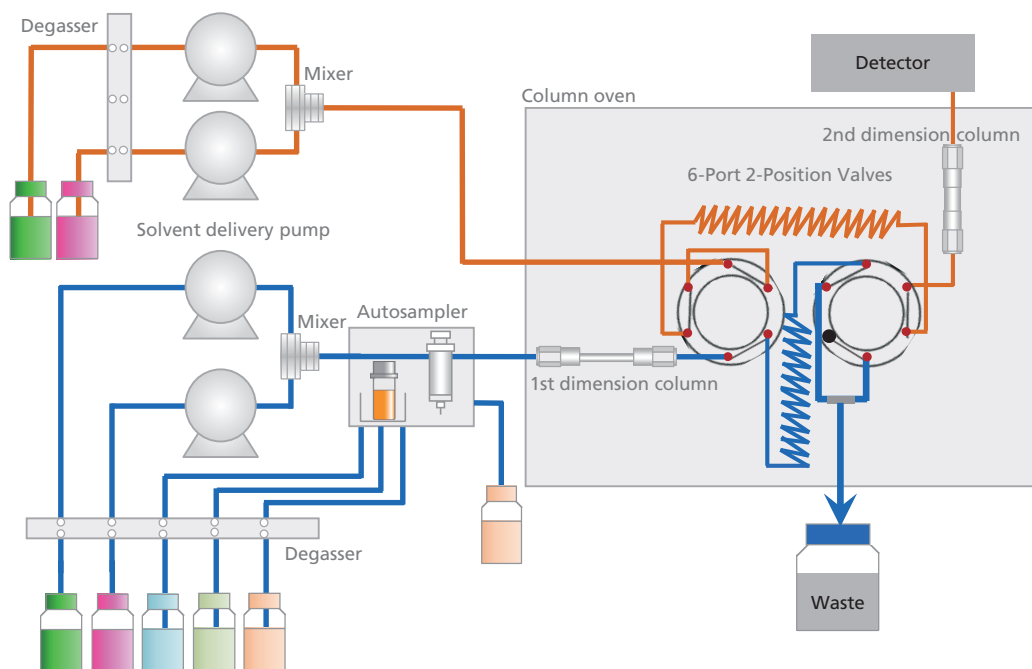 Degasser
Mixer
Detector
Column oven
2nd dimension column
6-Port 2-Position Valves
Solvent delivery pump
Autosampler
Mixer
1st dimension column
Degasser
Waste